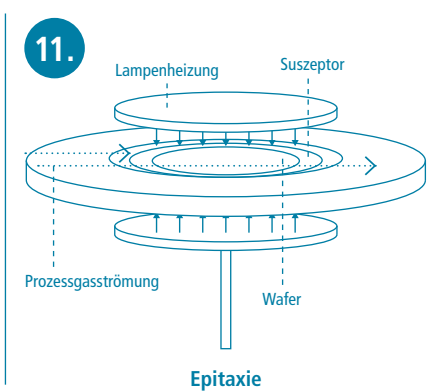 11.
Lampenheizung
Suszeptor
Prozessgasströmung
Wafer
Epitaxie